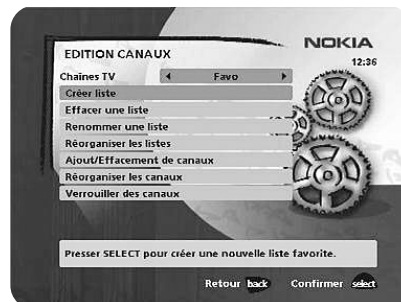 NOKIA
EDITION CANAUX
12:36
Chaînes TV Favo
Créer liste
Effacer une liste
Renommer une liste
Réorganiser les listes
Ajout/Effacement de canaux
Réorganiser les canaux
Verrouiller des canaux
Presser SELECT pour créer une nouvelle liste favorite.
Retour back Confirmer select